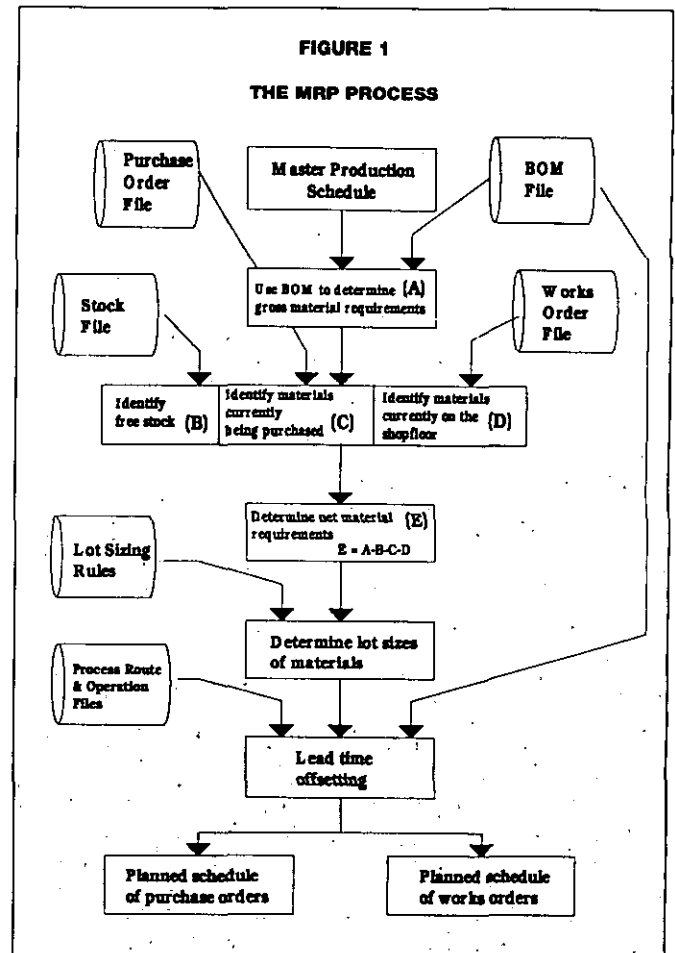 FIGURE 1
THE MRP PROCESS
Purchase
Order
File
Master Production
Schedule
BOM
File
Stock
File
Use BOM to determine (A)
gross material requirements
Works
Order
File
Identify
free stock (B)
Identify materials
currently
being purchased (C)
Identify materials
currently on the
shopfloor (D)
Determine net material (E)
requirements
E = A-B-C-D
Lot Sizing
Rules
Determine lot sizes
of materials
Process Route
& Operation
Files
Lead time
offsetting
Planned schedule
of purchase orders
Planned schedule
of works orders